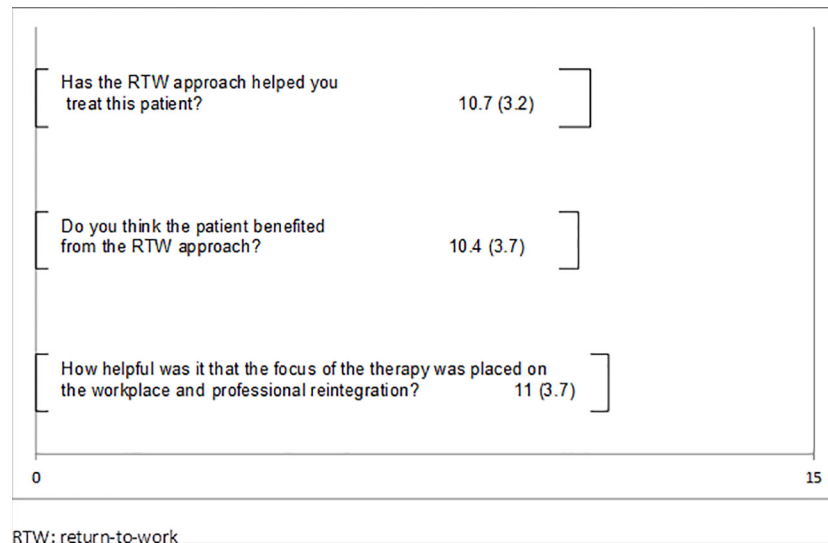 Has the RTW approach helped you
treat this patient?
10.7 (3.2)
Do you think the patient benefited
from the RTW approach?
10.4 (3.7)
How helpful was it that the focus of the therapy was placed on
the workplace and professional reintegration?
11 (3.7)
0
15
RTW: return-to-work